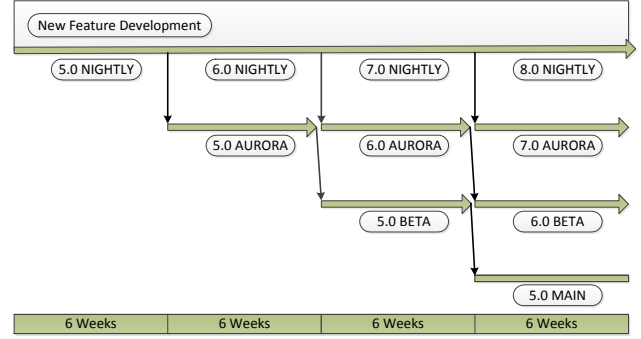 New Feature Development
5.0 NIGHTLY
6.0 NIGHTLY
7.0 NIGHTLY
8.0 NIGHTLY
5.0 AURORA
6.0 AURORA
7.0 AURORA
5.0 BETA
6.0 BETA
5.0 MAIN
6 Weeks
6 Weeks
6 Weeks
6 Weeks